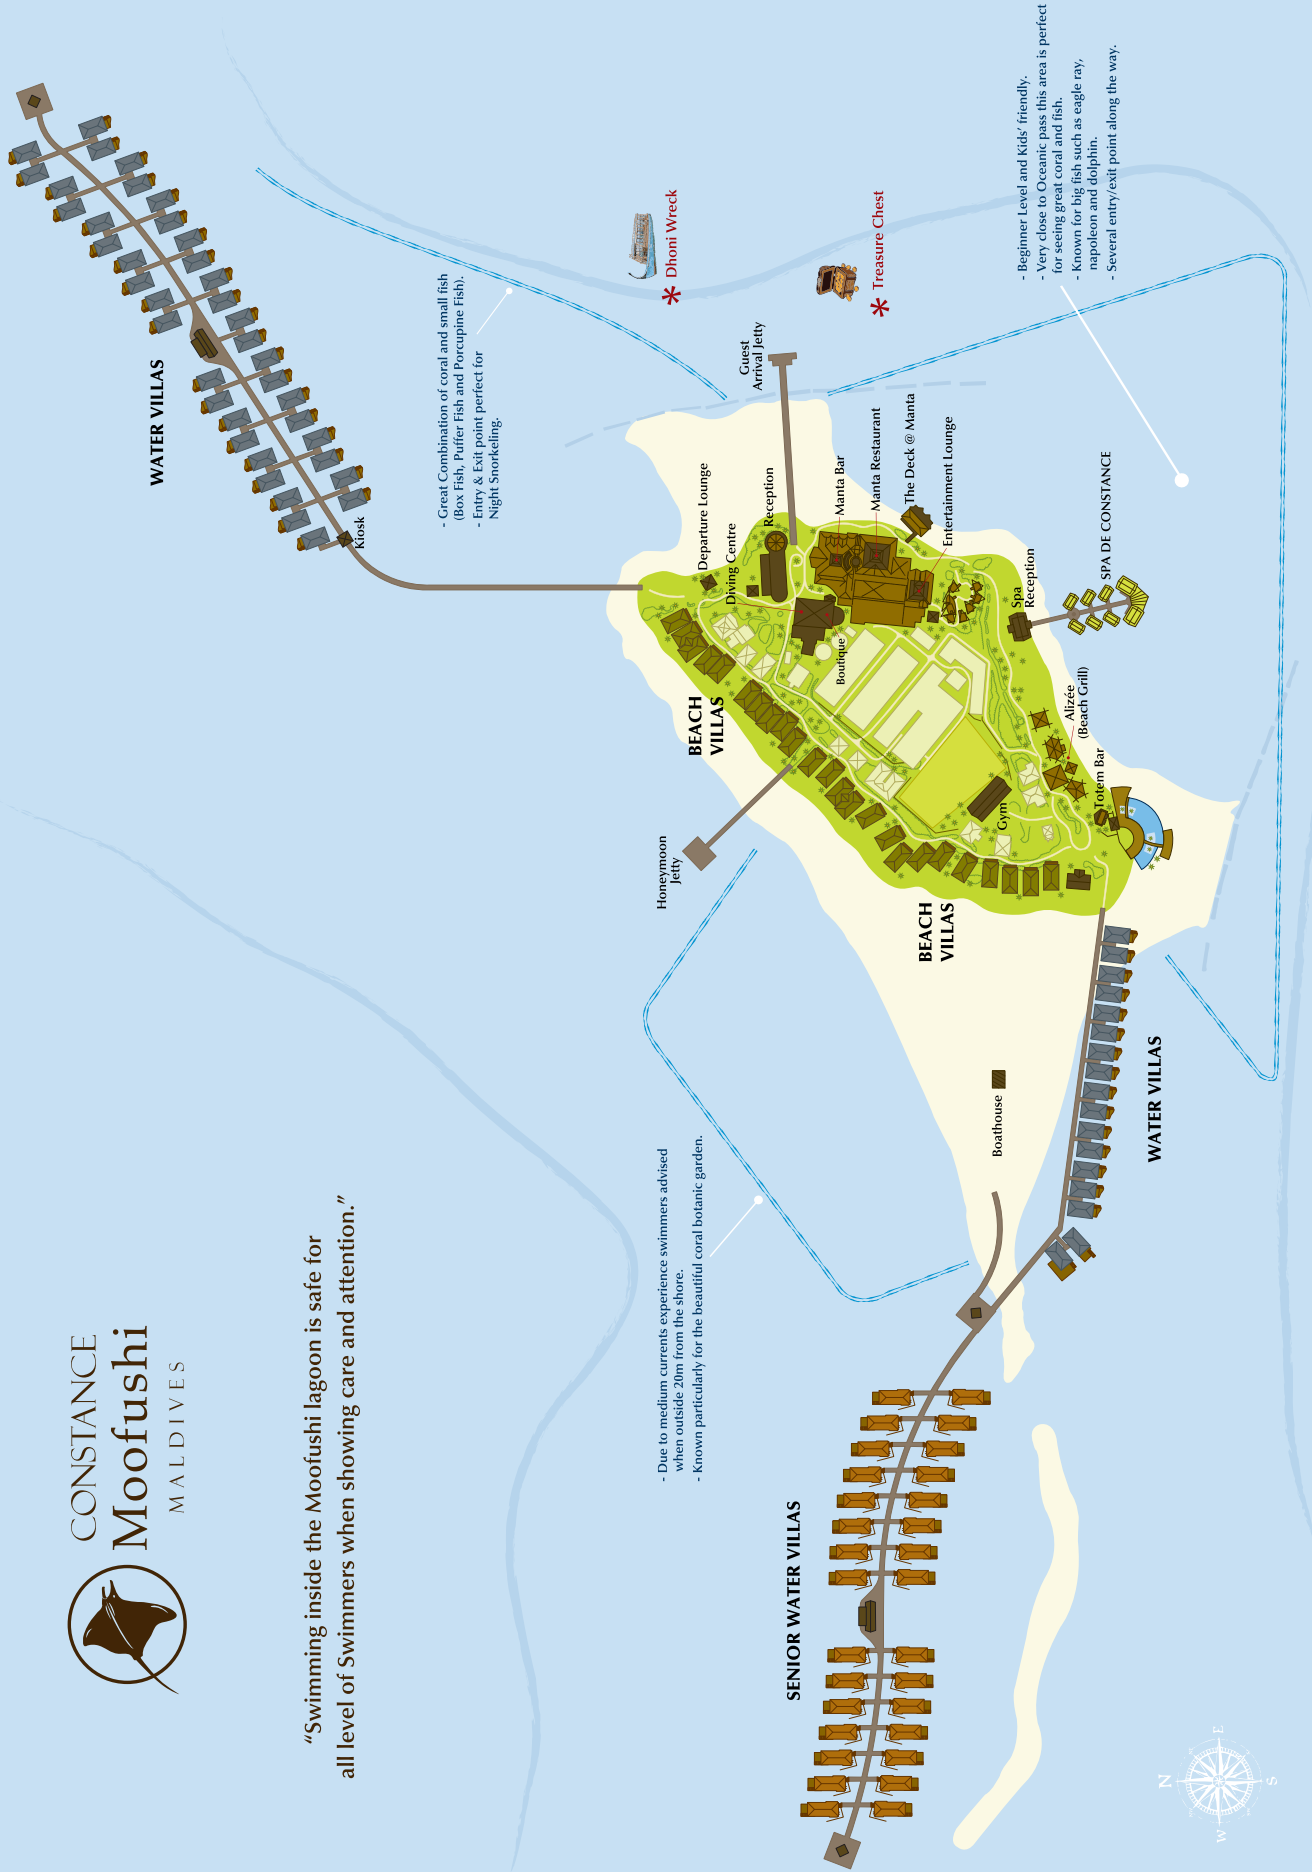 CONSTANCE
Moofushi
MALDIVES
“Swimming inside the Moofushi lagoon is safe for
all level of Swimmers when showing care and attention.”
WATER VILLAS
Kiosk
- Great Combination of coral and small fish
(Box Fish, Puffer Fish and Porcupine Fish).
- Entry & Exit point perfect for
Night Snorkeling.
Dhoni Wreck
*
Treasure Chest
*
- Beginner Level and Kids’ friendly.
- Very close to Oceanic pass this area is perfect
for seeing great coral and fish.
- Known for big fish such as eagle ray,
napoleon and dolphin.
- Several entry/exit point along the way.
Guest
Arrival Jetty
Departure Lounge
Diving Centre
Reception
Manta Bar
Manta Restaurant
The Deck @ Manta
Entertainment Lounge
Boutique
Spa
Reception
SPA DE CONSTANCE
BEACH
VILLAS
Honeymoon
Jetty
Alizée
(Beach Grill)
Totem Bar
Gym
BEACH
VILLAS
Boathouse
WATER VILLAS
- Due to medium currents experience swimmers advised
when outside 20m from the shore.
- Known particularly for the beautiful coral botanic garden.
SENIOR WATER VILLAS
N
E
S
W